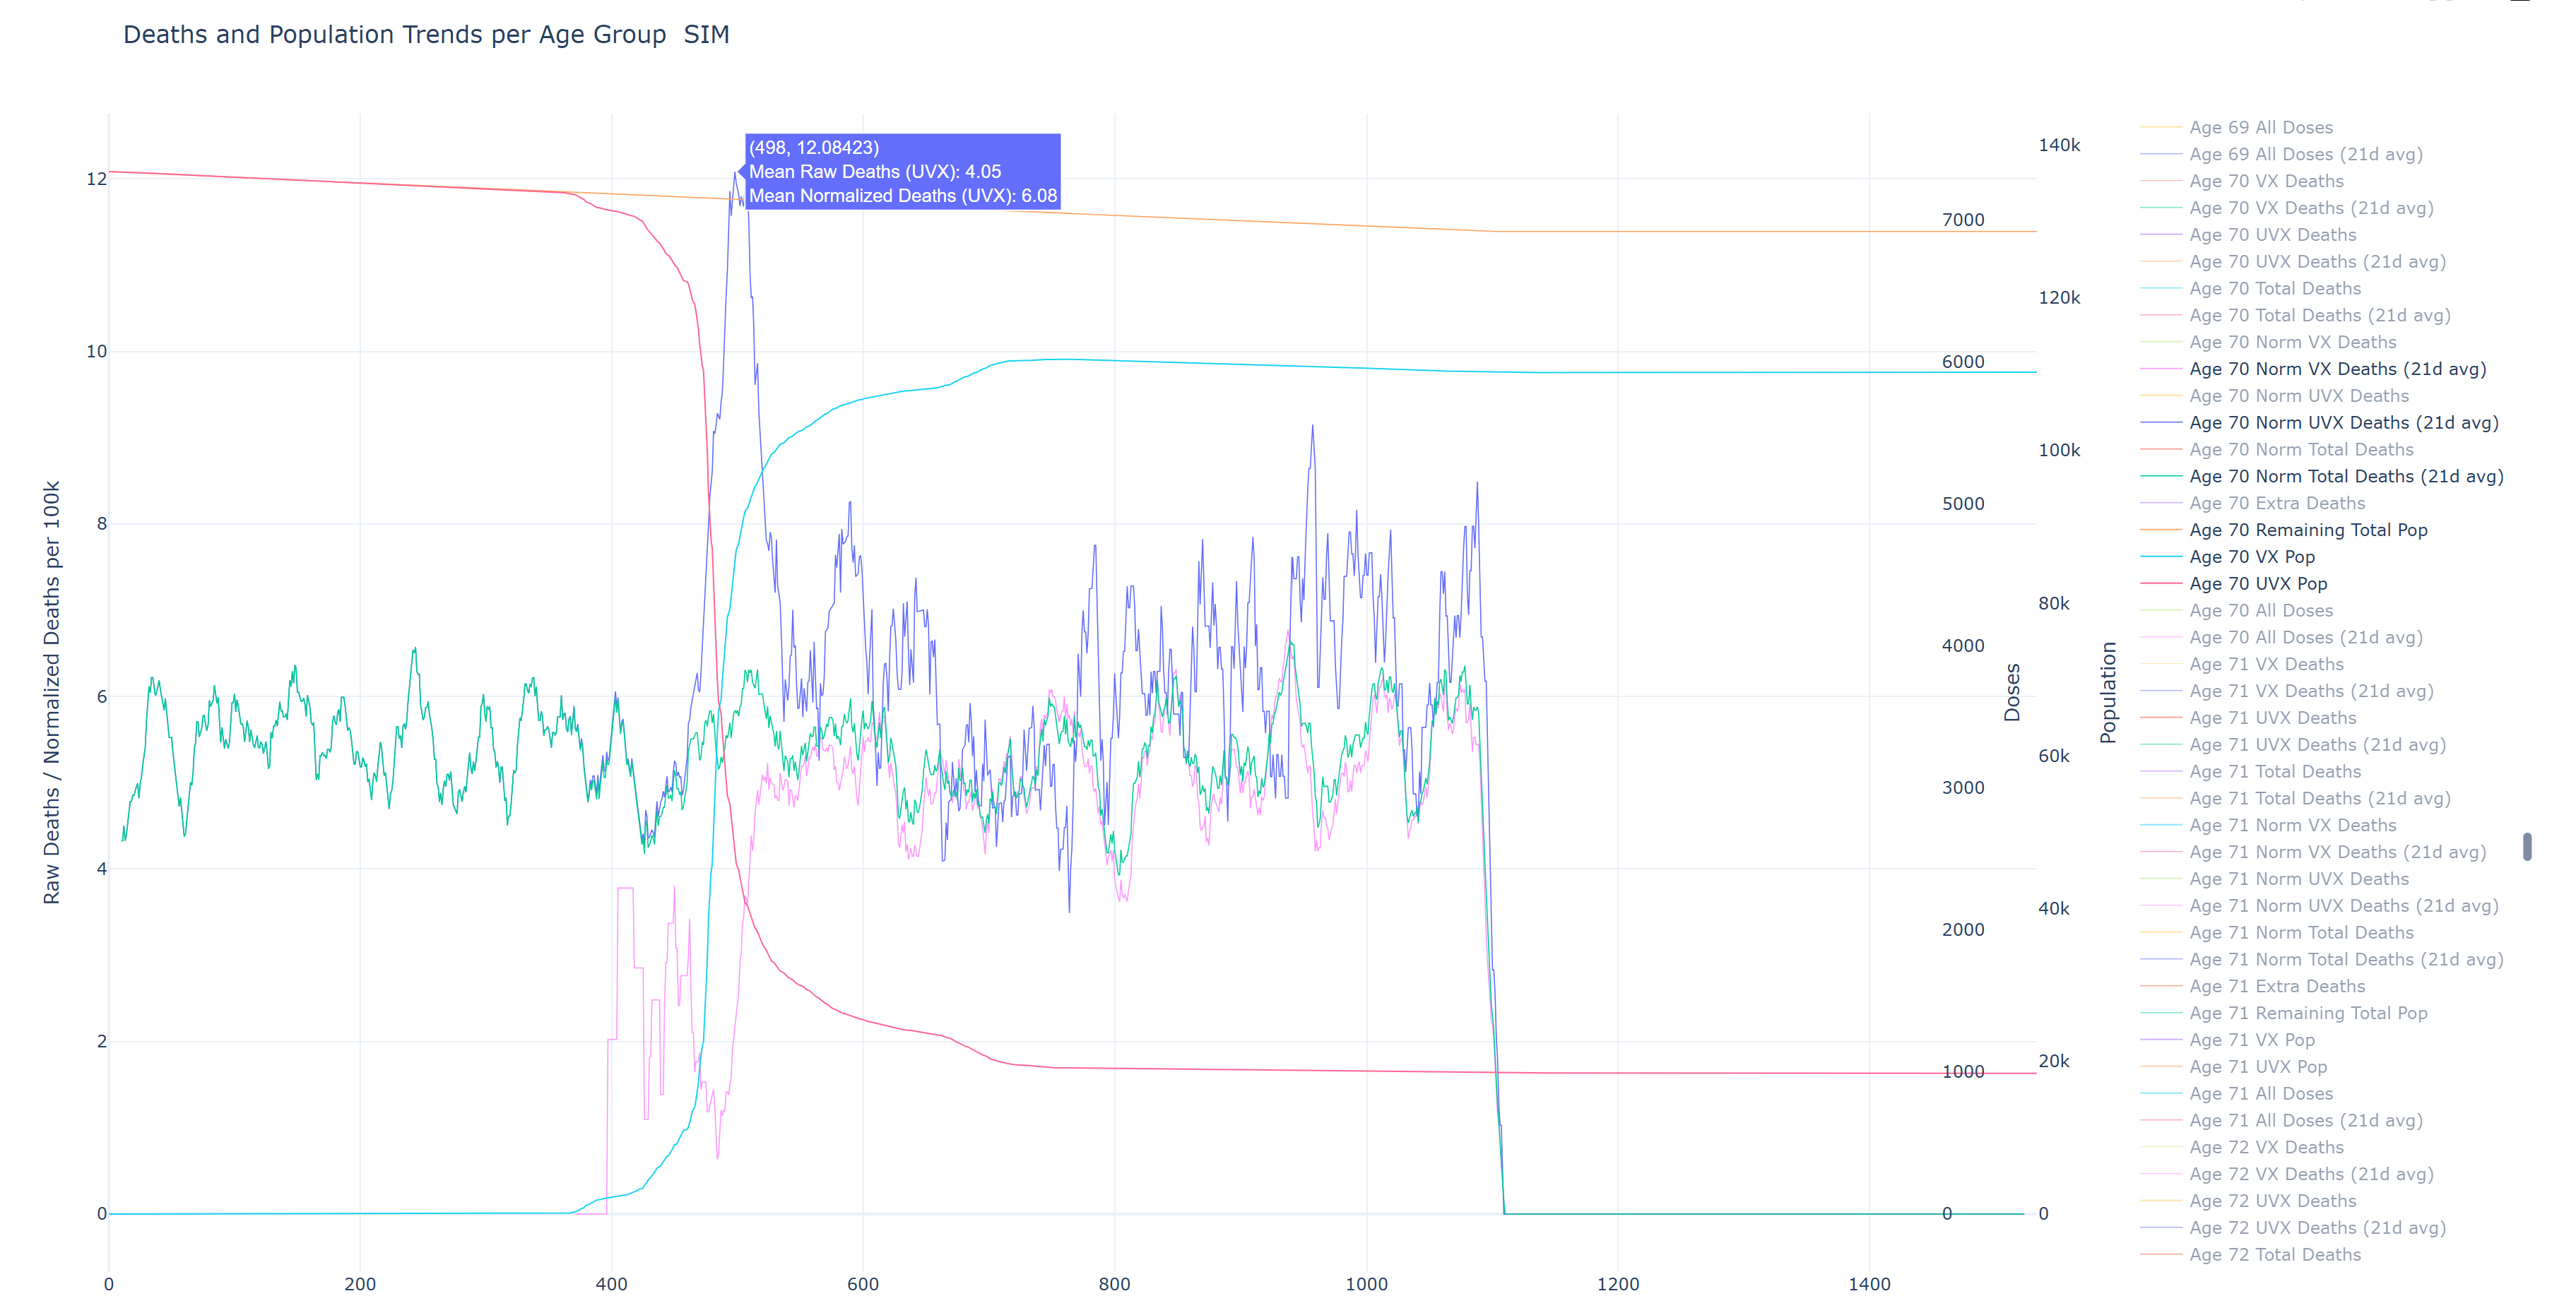 Deaths and Population Trends per Age Group  SIM
(498, 12.08423)
Mean Raw Deaths (UVX): 4.05
Mean Normalized Deaths (UVX): 6.08
Raw Deaths / Normalized Deaths per 100k
12
10
8
6
4
2
0
0
200
400
600
800
1000
1200
1400
7000
6000
5000
4000
3000
2000
1000
0
Doses
140k
120k
100k
80k
60k
40k
20k
0
Population
Age 69 All Doses
Age 69 All Doses (21d avg)
Age 70 VX Deaths
Age 70 VX Deaths (21d avg)
Age 70 UVX Deaths
Age 70 UVX Deaths (21d avg)
Age 70 Total Deaths
Age 70 Total Deaths (21d avg)
Age 70 Norm VX Deaths
Age 70 Norm VX Deaths (21d avg)
Age 70 Norm UVX Deaths
Age 70 Norm UVX Deaths (21d avg)
Age 70 Norm Total Deaths
Age 70 Norm Total Deaths (21d avg)
Age 70 Extra Deaths
Age 70 Remaining Total Pop
Age 70 VX Pop
Age 70 UVX Pop
Age 70 All Doses
Age 70 All Doses (21d avg)
Age 71 VX Deaths
Age 71 VX Deaths (21d avg)
Age 71 UVX Deaths
Age 71 UVX Deaths (21d avg)
Age 71 Total Deaths
Age 71 Total Deaths (21d avg)
Age 71 Norm VX Deaths
Age 71 Norm VX Deaths (21d avg)
Age 71 Norm UVX Deaths
Age 71 Norm UVX Deaths (21d avg)
Age 71 Norm Total Deaths
Age 71 Norm Total Deaths (21d avg)
Age 71 Extra Deaths
Age 71 Remaining Total Pop
Age 71 VX Pop
Age 71 UVX Pop
Age 71 All Doses
Age 71 All Doses (21d avg)
Age 72 VX Deaths
Age 72 VX Deaths (21d avg)
Age 72 UVX Deaths
Age 72 UVX Deaths (21d avg)
Age 72 Total Deaths